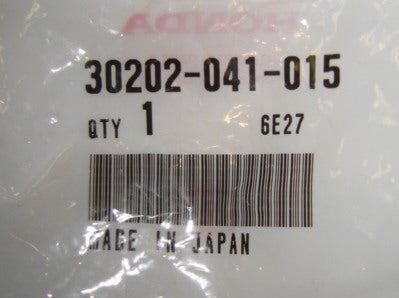 HONDA
30202-041-015
QTY 1 6E27
MADE IN JAPAN